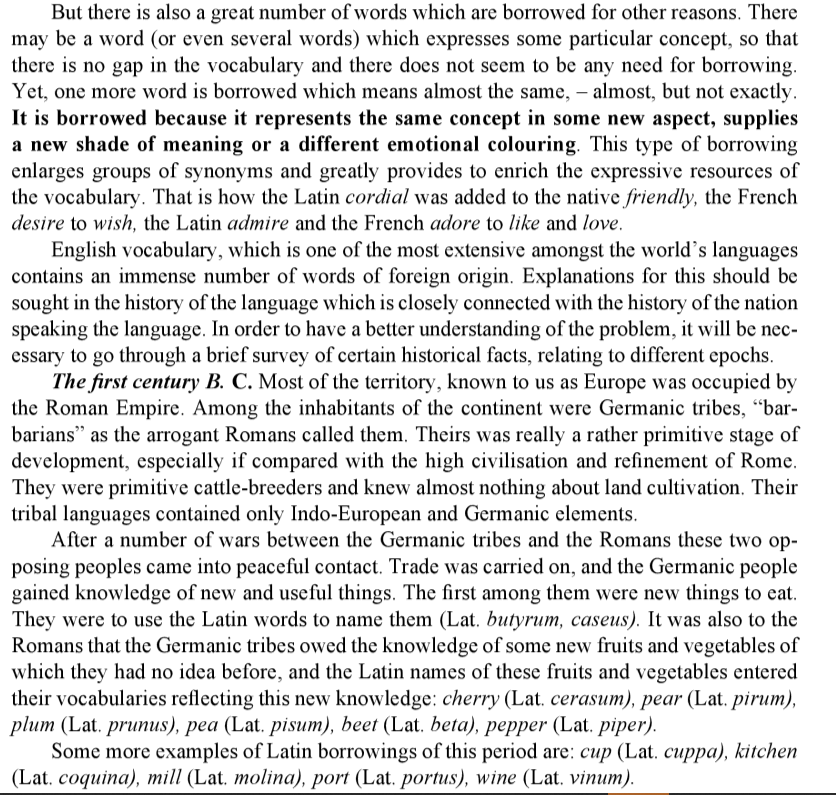 But there is also a great number of words which are borrowed for other reasons. There
may be a word (or even several words) which expresses some particular concept, so that
there is no gap in the vocabulary and there does not seem to be any need for borrowing.
Yet, one more word is borrowed which means almost the same, – almost, but not exactly.
It is borrowed because it represents the same concept in some new aspect, supplies
a new shade of meaning or a different emotional colouring. This type of borrowing
enlarges groups of synonyms and greatly provides to enrich the expressive resources of
the vocabulary. That is how the Latin cordial was added to the native friendly, the French
desire to wish, the Latin admire and the French adore to like and love.
English vocabulary, which is one of the most extensive amongst the world's languages
contains an immense number of words of foreign origin. Explanations for this should be
sought in the history of the language which is closely connected with the history of the nation
speaking the language. In order to have a better understanding of the problem, it will be nec-
essary to go through a brief survey of certain historical facts, relating to different epochs.
The first century B. C. Most of the territory, known to us as Europe was occupied by
the Roman Empire. Among the inhabitants of the continent were Germanic tribes, “bar-
barians” as the arrogant Romans called them. Theirs was really a rather primitive stage of
development, especially if compared with the high civilisation and refinement of Rome.
They were primitive cattle-breeders and knew almost nothing about land cultivation. Their
tribal languages contained only Indo-European and Germanic elements.
After a number of wars between the Germanic tribes and the Romans these two op-
posing peoples came into peaceful contact. Trade was carried on, and the Germanic people
gained knowledge of new and useful things. The first among them were new things to eat.
They were to use the Latin words to name them (Lat. butyrum, caseus). It was also to the
Romans that the Germanic tribes owed the knowledge of some new fruits and vegetables of
which they had no idea before, and the Latin names of these fruits and vegetables entered
their vocabularies reflecting this new knowledge: cherry (Lat. cerasum), pear (Lat. pirum),
plum (Lat. prunus), pea (Lat. pisum), beet (Lat. beta), pepper (Lat. piper).
Some more examples of Latin borrowings of this period are: cup (Lat. cuppa), kitchen
(Lat. coquina), mill (Lat. molina), port (Lat. portus), wine (Lat. vinum).